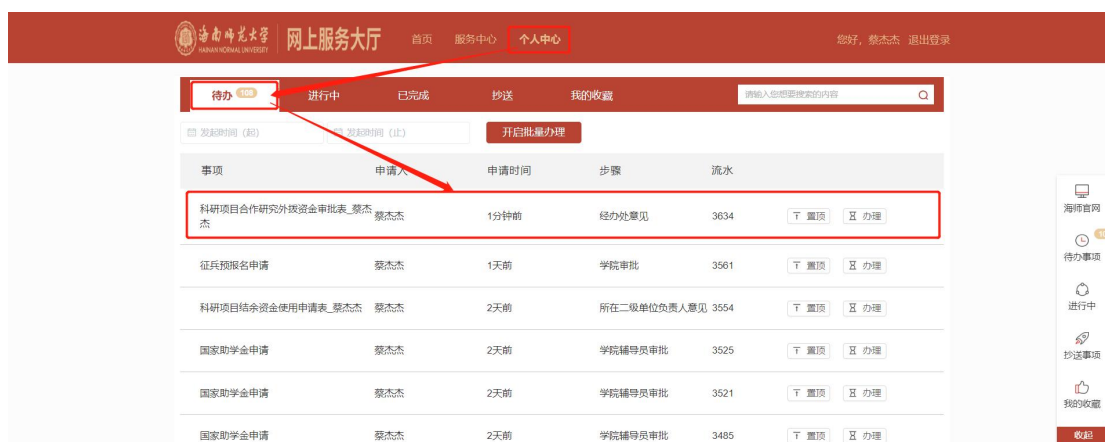 海南师范大学
HAINAN NORMAL UNIVERSITY
网上服务大厅
首页 服务中心 个人中心
您好，蔡杰杰 退出登录
待办 108 进行中 已完成 抄送 我的收藏
请输入您想要搜索的内容
发起时间（起） 发起时间（止） 开启批量办理
事项 申请人 申请时间 步骤 流水
科研项目合作研究外拨资金审批表_蔡杰
杰 蔡杰杰 1分钟前 经办处意见 3634 置顶 办理
征兵预报名申请 蔡杰杰 1天前 学院审批 3561 置顶 办理
科研项目结余资金使用申请表_蔡杰杰 蔡杰杰 2天前 所在二级单位负责人意见 3554 置顶 办理
国家助学金申请 蔡杰杰 2天前 学院辅导员审批 3525 置顶 办理
国家助学金申请 蔡杰杰 2天前 学院辅导员审批 3521 置顶 办理
国家助学金申请 蔡杰杰 2天前 学院辅导员审批 3485 置顶 办理
海师官网
待办事项
进行中
抄送事项
我的收藏
收起